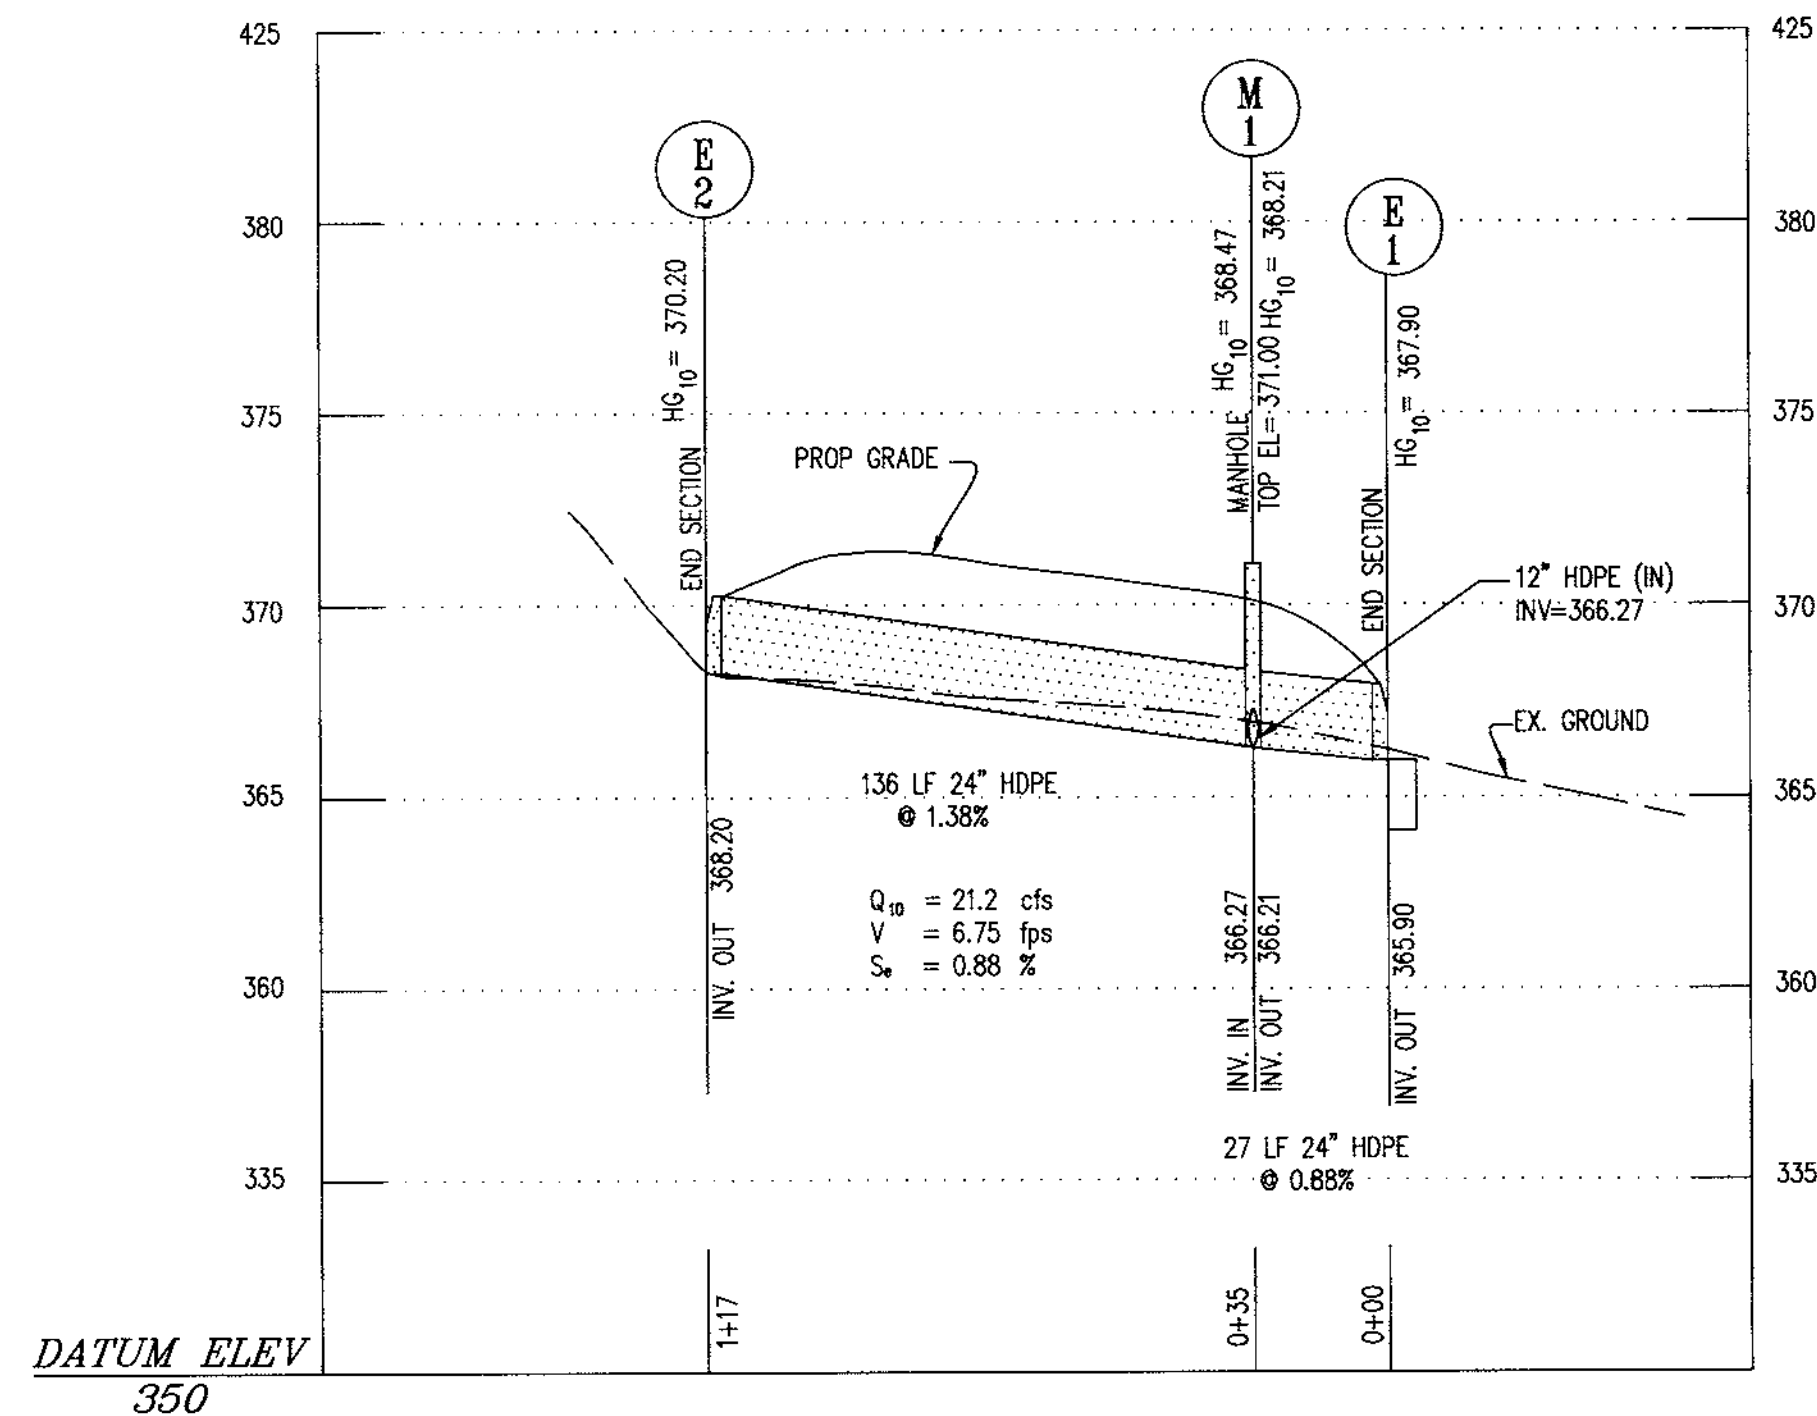 425
425
M
1
E
2
E
1
380
380
HG10 = 370.20
END SECTION
MANHOLE HG10 = 368.47
TOP EL=371.00 HG10 = 368.21
HG10 = 367.90
END SECTION
375
375
PROP GRADE
12" HDPE (IN)
INV=366.27
370
370
EX. GROUND
365
365
136 LF 24" HDPE
@ 1.38%
INV. OUT 368.20
Q10 = 21.2 cfs
V = 6.75 fps
Se = 0.88 %
INV. IN 366.27
INV. OUT 366.21
INV. OUT 365.90
360
360
27 LF 24" HDPE
@ 0.88%
335
335
1+17
0+35
0+00
DATUM ELEV
350